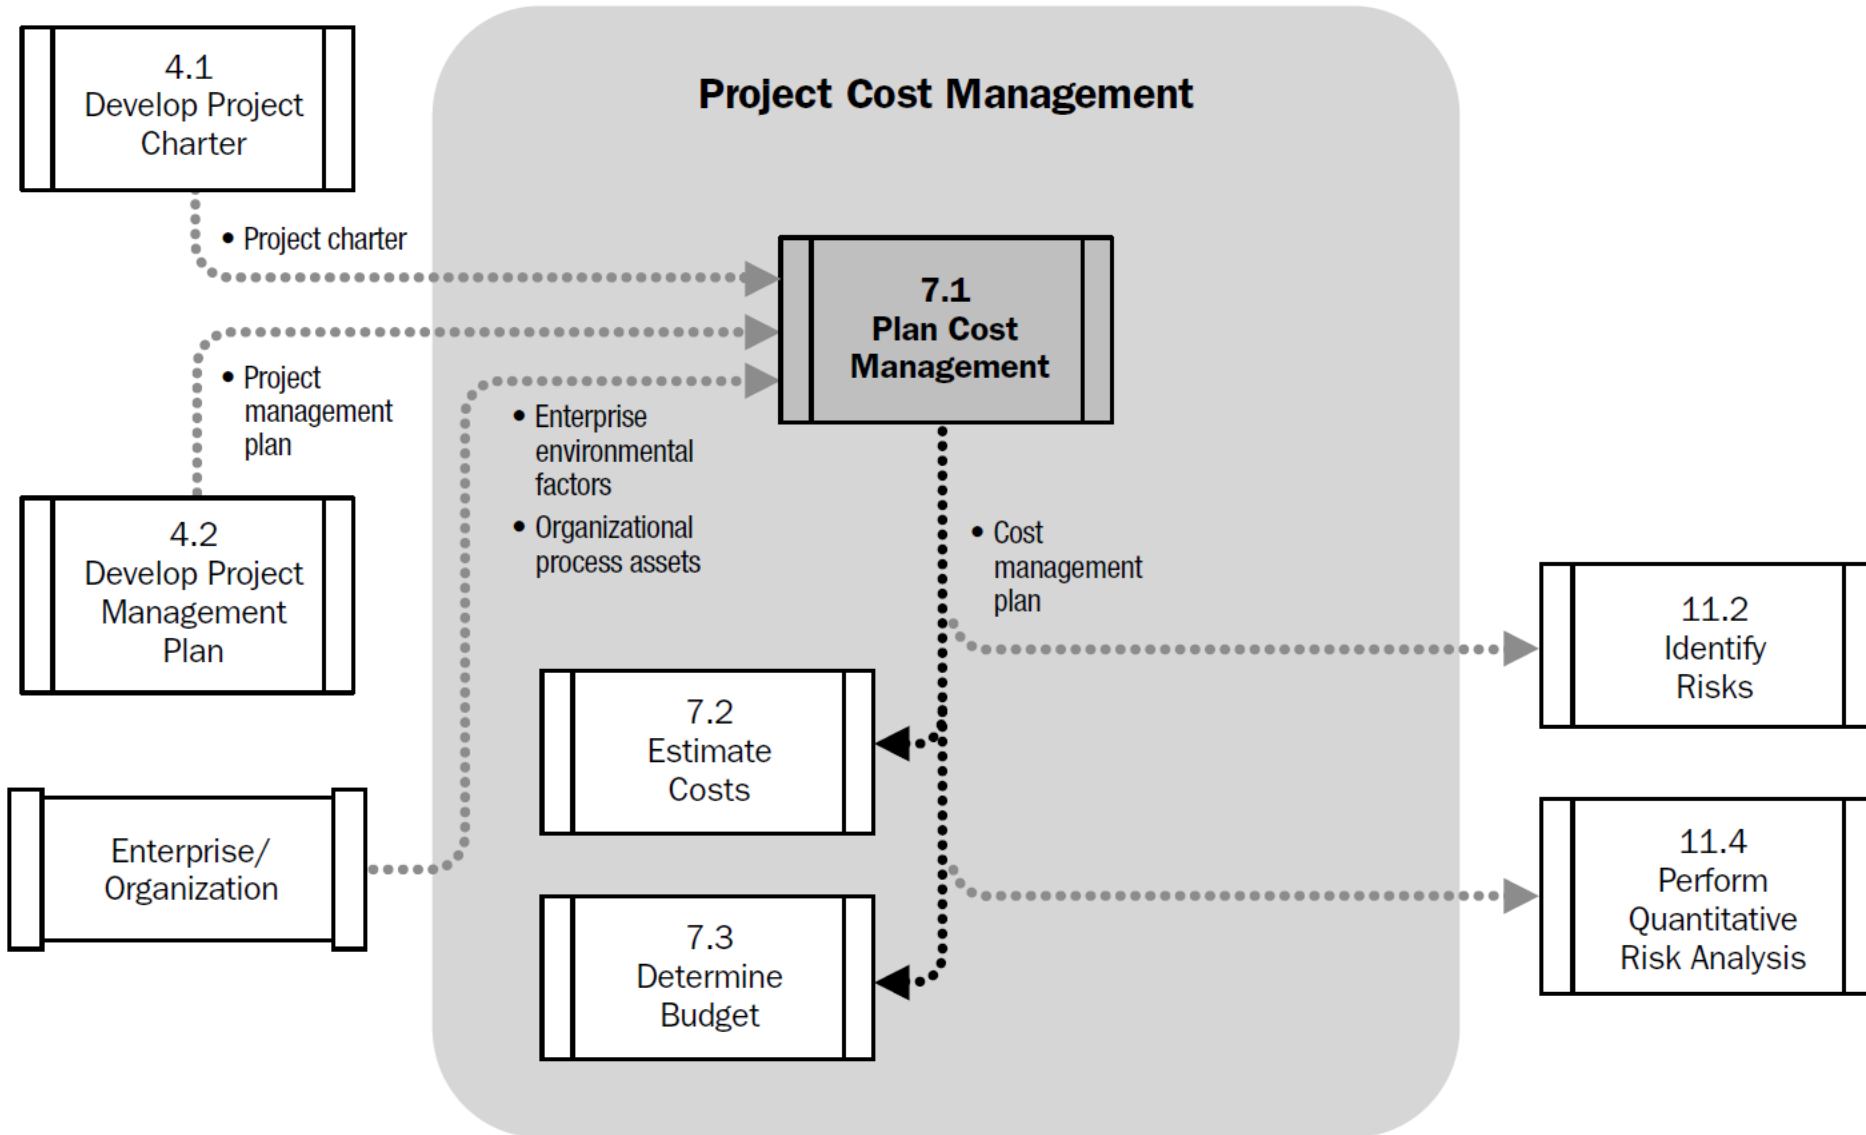 Project Cost Management
4.1
Develop Project
Charter
• Project charter
7.1
Plan Cost
Management
• Project
management
plan
• Enterprise
environmental
factors
• Organizational
process assets
4.2
Develop Project
Management
Plan
• Cost
management
plan
11.2
Identify
Risks
7.2
Estimate
Costs
Enterprise/
Organization
11.4
Perform
Quantitative
Risk Analysis
7.3
Determine
Budget